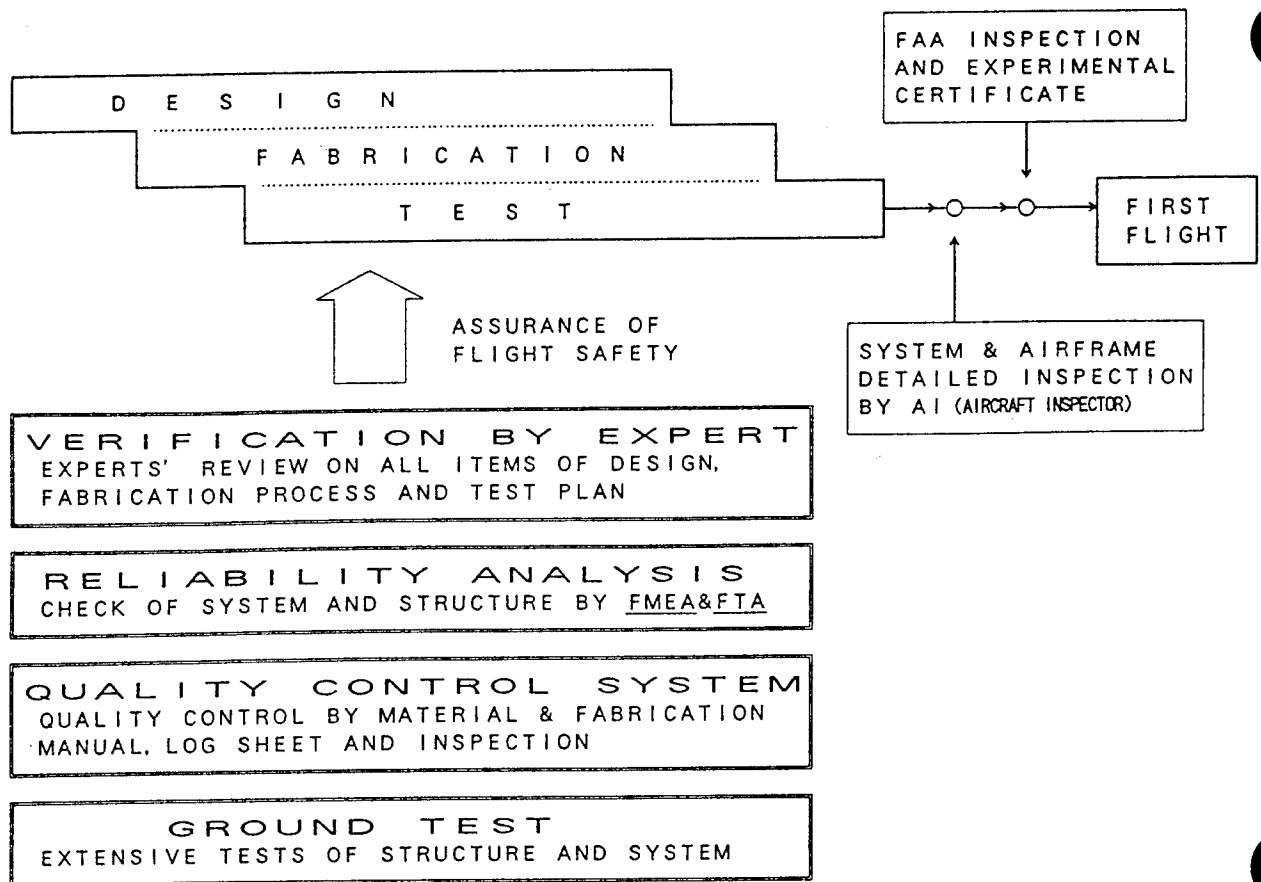 DESIGN
FABRICATION
TEST
FAA INSPECTION
AND EXPERIMENTAL
CERTIFICATE
FIRST
FLIGHT
SYSTEM & AIRFRAME
DETAILED INSPECTION
BY AI (AIRCRAFT INSPECTOR)
ASSURANCE OF
FLIGHT SAFETY
VERIFICATION BY EXPERT
EXPERTS' REVIEW ON ALL ITEMS OF DESIGN,
FABRICATION PROCESS AND TEST PLAN
RELIABILITY ANALYSIS
CHECK OF SYSTEM AND STRUCTURE BY FMEA&FTA
QUALITY CONTROL SYSTEM
QUALITY CONTROL BY MATERIAL & FABRICATION
MANUAL, LOG SHEET AND INSPECTION
GROUND TEST
EXTENSIVE TESTS OF STRUCTURE AND SYSTEM